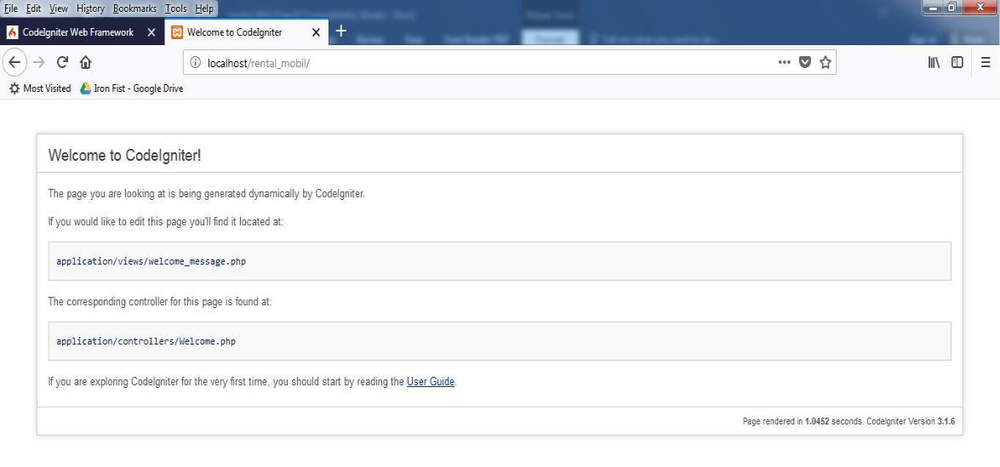 File Edit View History Bookmarks Tools Help
CodeIgniter Web Framework
Welcome to CodeIgniter
localhost/rental_mobil/
Most Visited Iron Fist - Google Drive
Welcome to CodeIgniter!
The page you are looking at is being generated dynamically by CodeIgniter.
If you would like to edit this page you'll find it located at:
application/views/welcome_message.php
The corresponding controller for this page is found at:
application/controllers/Welcome.php
If you are exploring CodeIgniter for the very first time, you should start by reading the User Guide.
Page rendered in 1.0452 seconds. CodeIgniter Version 3.1.6